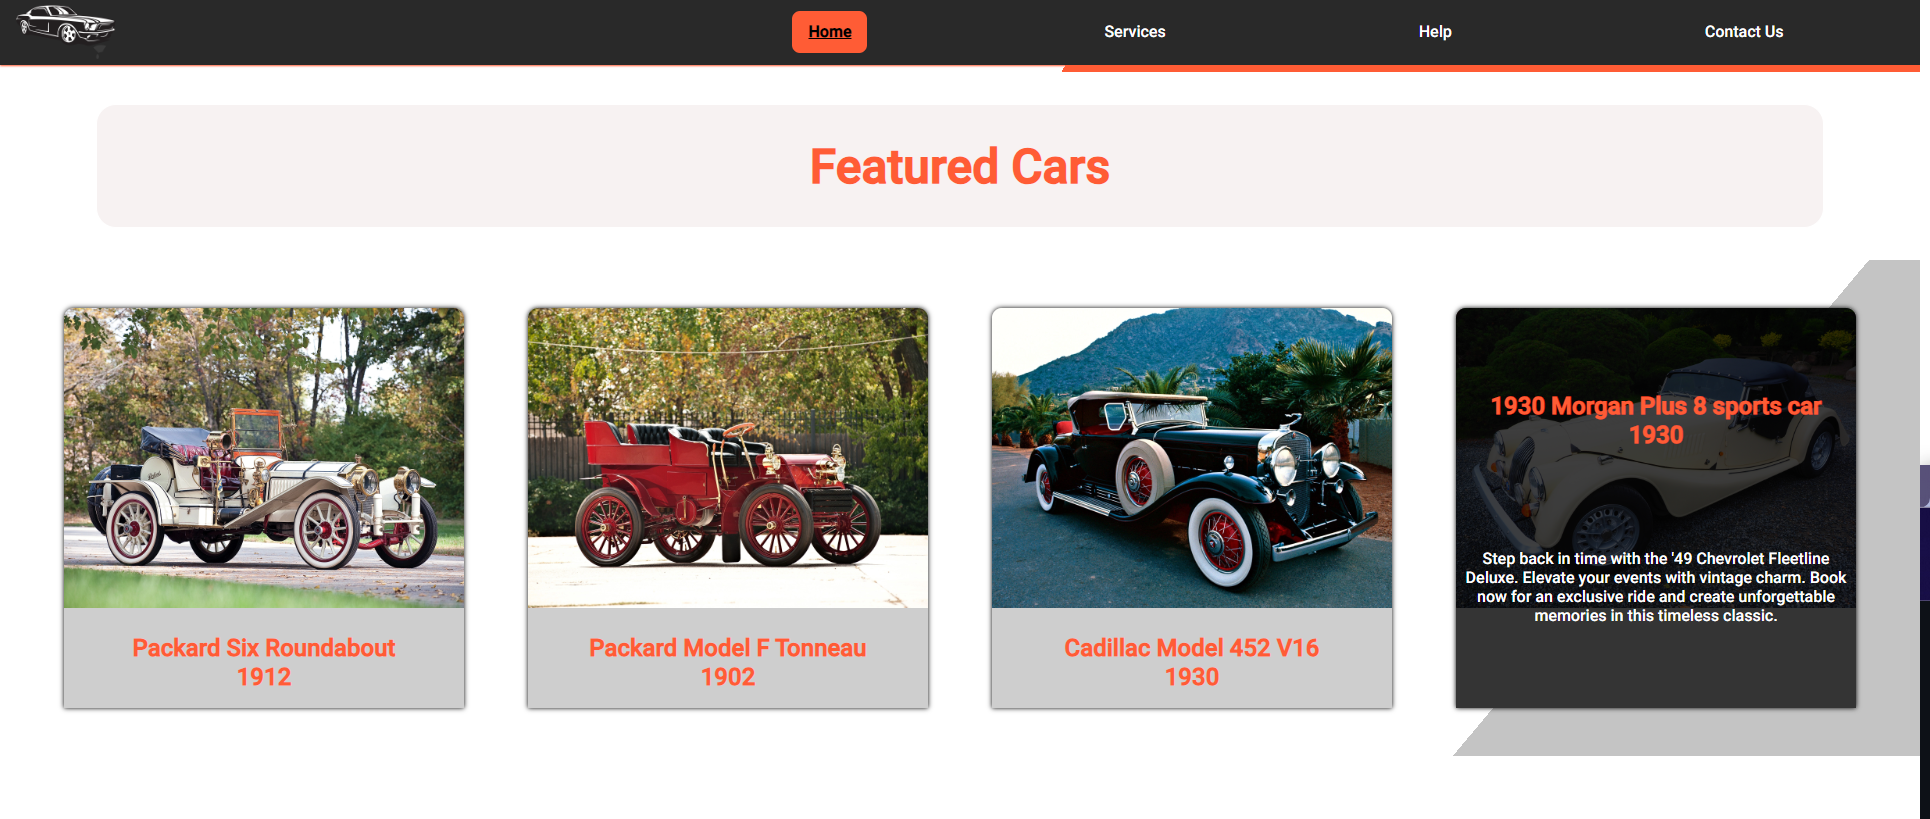 Home
Services
Help
Contact Us
Featured Cars
Packard Six Roundabout
1912
Packard Model F Tonneau
1902
Cadillac Model 452 V16
1930
1930 Morgan Plus 8 sports car
1930
Step back in time with the '49 Chevrolet Fleetline
Deluxe. Elevate your events with vintage charm. Book
now for an exclusive ride and create unforgettable
memories in this timeless classic.